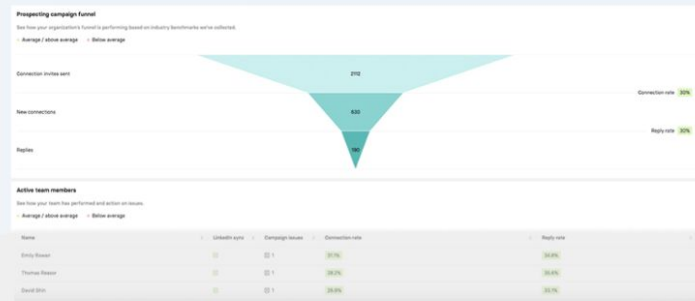 Prospecting campaign funnel
See how your organization's funnel is performing based on industry benchmarks we've collected.
Average / above average Below average
Connection invites sent 2112
Connection rate 30%
New connections 630
Reply rate 30%
Replies 190
Active team members
See how your team has performed and action on issues.
Average / above average Below average
Name LinkedIn sync Campaign issues Connection rate Reply rate
Emily 1 31.1%
Thomas Reason 1
David 1